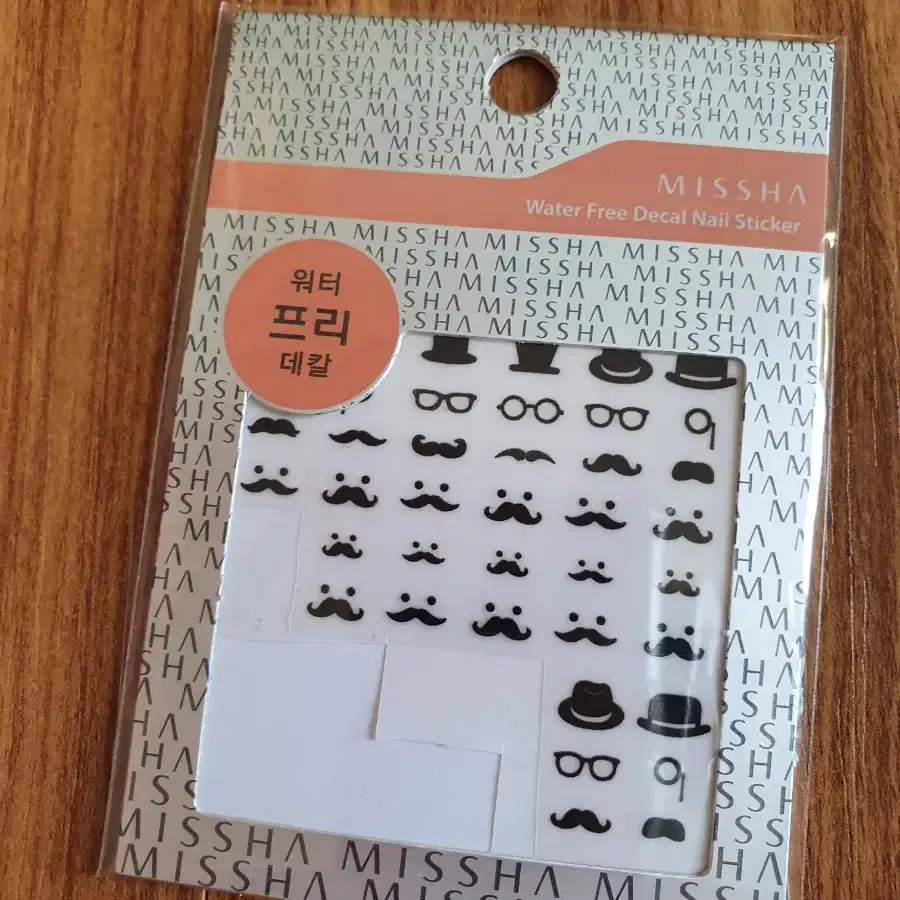 MISSHA
Water Free Decal Nail Sticker
워터
프리
데칼